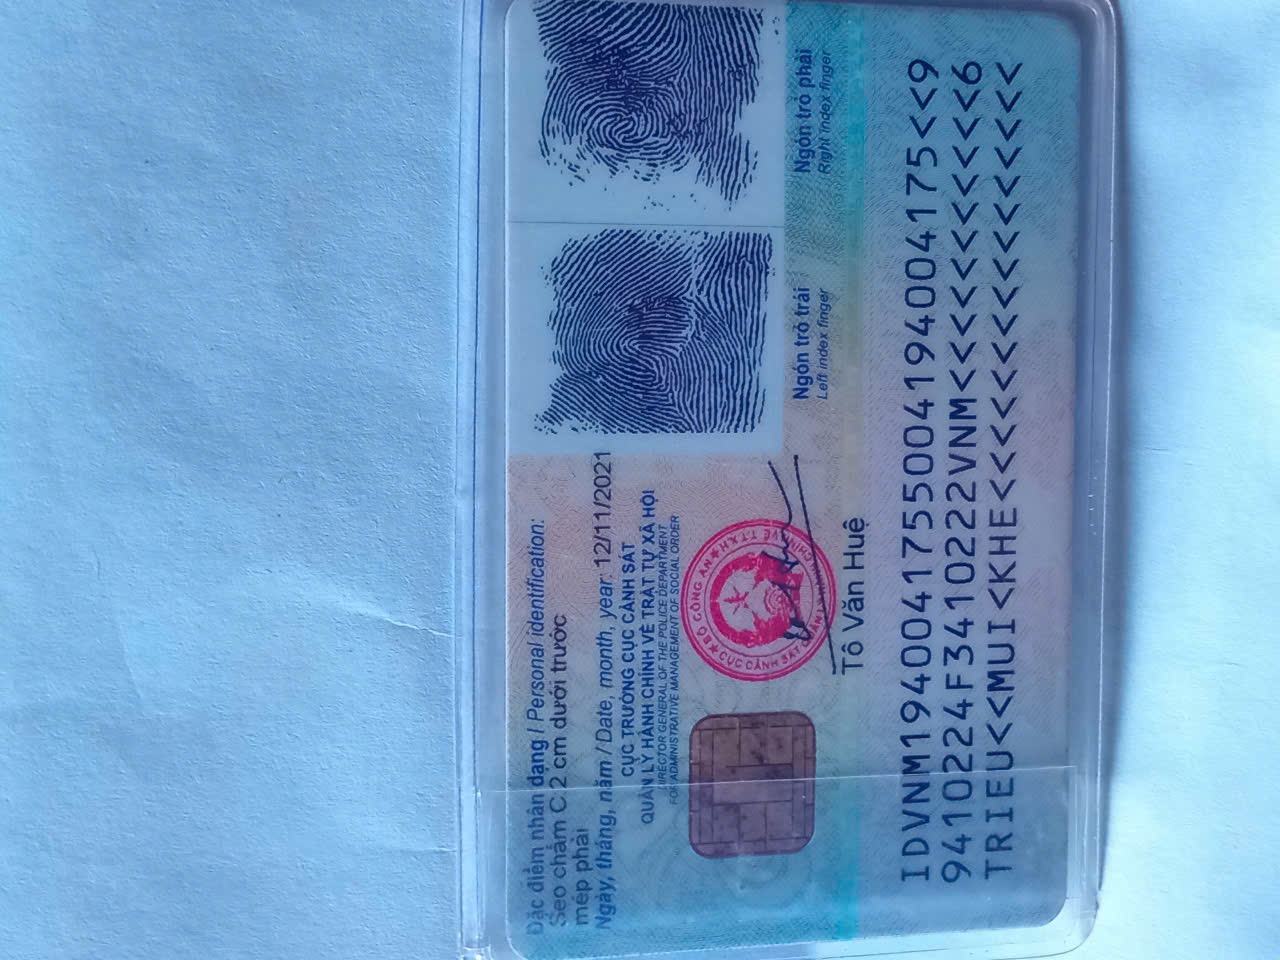 Đặc điểm nhân dạng / Personal identification:
Sẹo chấm C 2 cm dưới trước
mép phải
Ngày, tháng, năm / Date, month, year: 12/11/2021
CỤC TRƯỞNG CỤC CẢNH SÁT
QUẢN LÝ HÀNH CHÍNH VỀ TRẬT TỰ XÃ HỘI
DIRECTOR GENERAL OF THE POLICE DEPARTMENT
FOR ADMINISTRATIVE MANAGEMENT OF SOCIAL ORDER
BỘ CÔNG AN
Tô Văn Huệ
Ngón trỏ trái
Left index finger
Ngón trỏ phải
Right index finger
IDVNM1940041755004194004175<<9
9410224F3410222VNM<<<<<<<<<<<6
TRIEU<<MUI<KHE<<<<<<<<<<<<<<<<